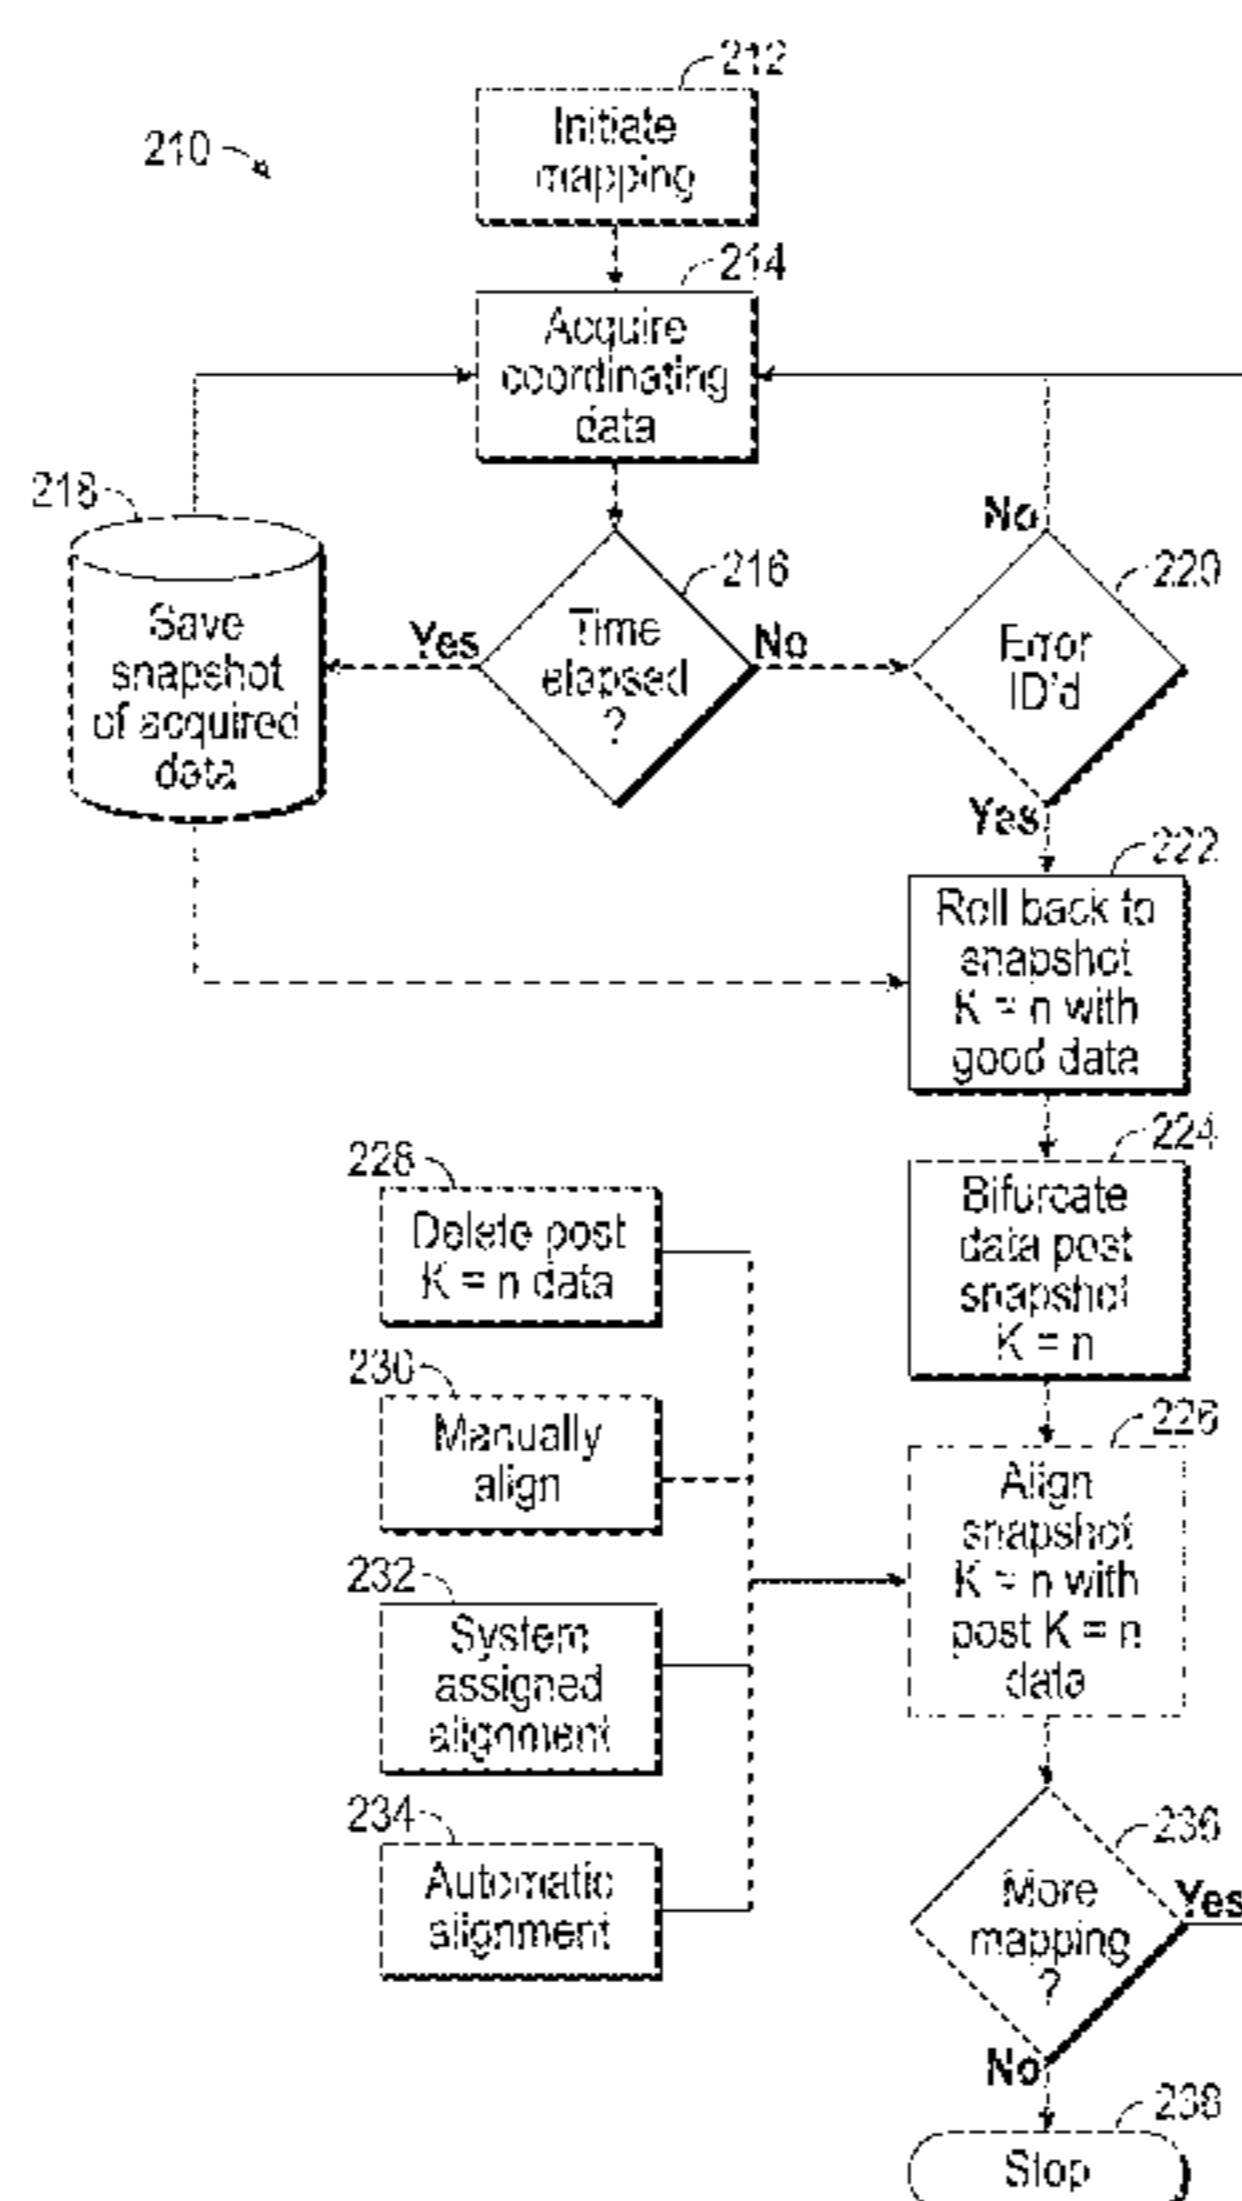 210
212
Initiate
mapping
214
Acquire
coordinating
data
218
Save
snapshot
of acquired
data
Yes
216
Time
elapsed
?
No
No
220
Error
ID'd
Yes
222
Roll back to
snapshot
K = n with
good data
224
Bifurcate
data post
snapshot
K = n
226
Align
snapshot
K = n with
post K = n
data
228
Delete post
K = n data
230
Manually
align
232
System
assigned
alignment
234
Automatic
alignment
236
More
mapping
?
Yes
No
238
Stop